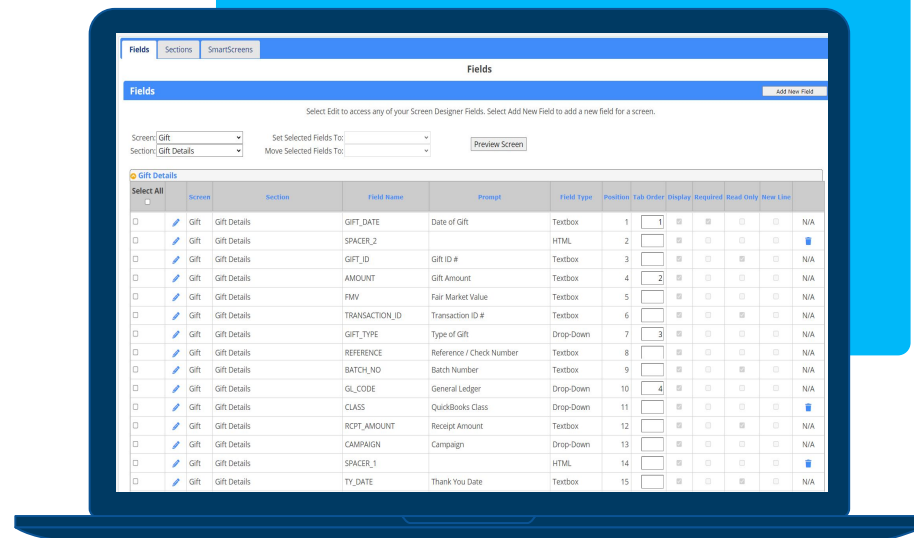 Fields Sections SmartScreens
Fields
Fields Add New Field
Select Edit to access any of your Screen Designer Fields. Select Add New Field to add a new field for a screen.
Screen: Gift Set Selected Fields To:
Section: Gift Details Move Selected Fields To: Preview Screen
Gift Details
Select All Screen Section Field Name Prompt Field Type Position Tab Order Display Required Read Only New Line
Gift Gift Details GIFT_DATE Date of Gift Textbox 1 1 N/A
Gift Gift Details SPACER_2 HTML 2
Gift Gift Details GIFT_ID Gift ID # Textbox 3 N/A
Gift Gift Details AMOUNT Gift Amount Textbox 4 2 N/A
Gift Gift Details FMV Fair Market Value Textbox 5 N/A
Gift Gift Details TRANSACTION_ID Transaction ID # Textbox 6 N/A
Gift Gift Details GIFT_TYPE Type of Gift Drop-Down 7 3 N/A
Gift Gift Details REFERENCE Reference / Check Number Textbox 8 N/A
Gift Gift Details BATCH_NO Batch Number Textbox 9 N/A
Gift Gift Details GL_CODE General Ledger Drop-Down 10 4 N/A
Gift Gift Details CLASS QuickBooks Class Drop-Down 11
Gift Gift Details RCPT_AMOUNT Receipt Amount Textbox 12 N/A
Gift Gift Details CAMPAIGN Campaign Drop-Down 13 N/A
Gift Gift Details SPACER_1 HTML 14
Gift Gift Details TY_DATE Thank You Date Textbox 15 N/A